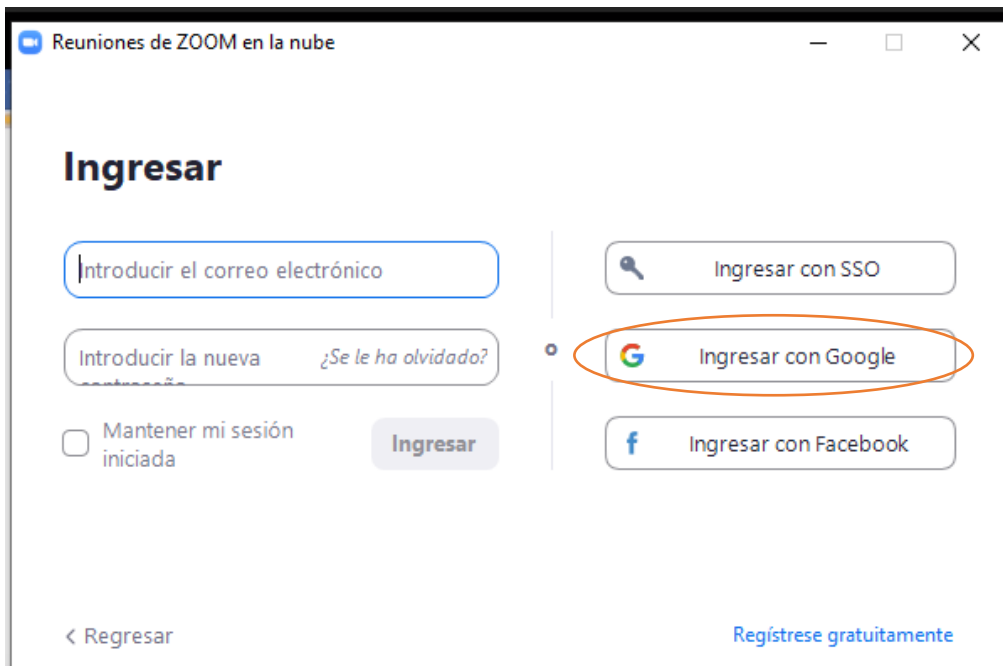 Reuniones de ZOOM en la nube
Ingresar
Introducir el correo electrónico
Introducir la nueva
contraseña
¿Se le ha olvidado?
Mantener mi sesión
iniciada
Ingresar
o
Ingresar con SSO
Ingresar con Google
Ingresar con Facebook
< Regresar
Regístrese gratuitamente